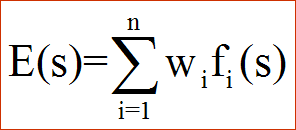 E(s)=∑_{i=1}^{n} w_i f_i (s)